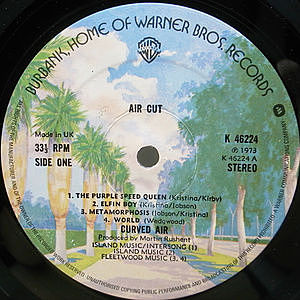 BURBANK, HOME OF WARNER BROS. RECORDS
AIR CUT
Made in UK
33⅓ RPM
SIDE ONE
K 46224
℗ 1973
K 46224 A
STEREO
1. THE PURPLE SPEED QUEEN (Kristina/Kirby)
2. ELFIN BOY (Kristina/Jobson)
3. METAMORPHOSIS (Jobson/Kristina)
4. WORLD (Wedgwood)
CURVED AIR
Produced by Martin Rushent
ISLAND MUSIC/INTERSONG (1)
ISLAND MUSIC (2)
FLEETWOOD MUSIC (3, 4)